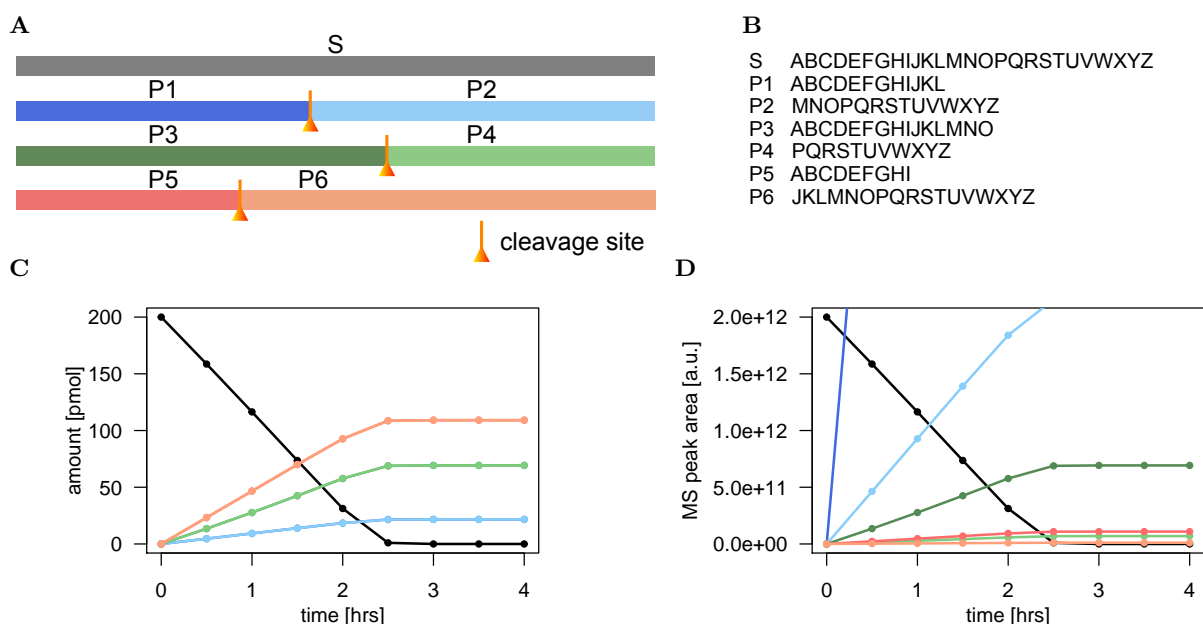 A
S
P1 P2
P3 P4
P5 P6
cleavage site
B
S ABCDEFGHIJKLMNOPQRSTUVWXYZ
P1 ABCDEFGHIJKL
P2 MNOPQRSTUVWXYZ
P3 ABCDEFGHIJKLMNO
P4 PQRSTUVWXYZ
P5 ABCDEFGHI
P6 JKLMNOPQRSTUVWXYZ
C
amount [pmol]
200
150
100
50
0
0 1 2 3 4
time [hrs]
D
MS peak area [a.u.]
2.0e+12
1.5e+12
1.0e+12
5.0e+11
0.0e+00
0 1 2 3 4
time [hrs]